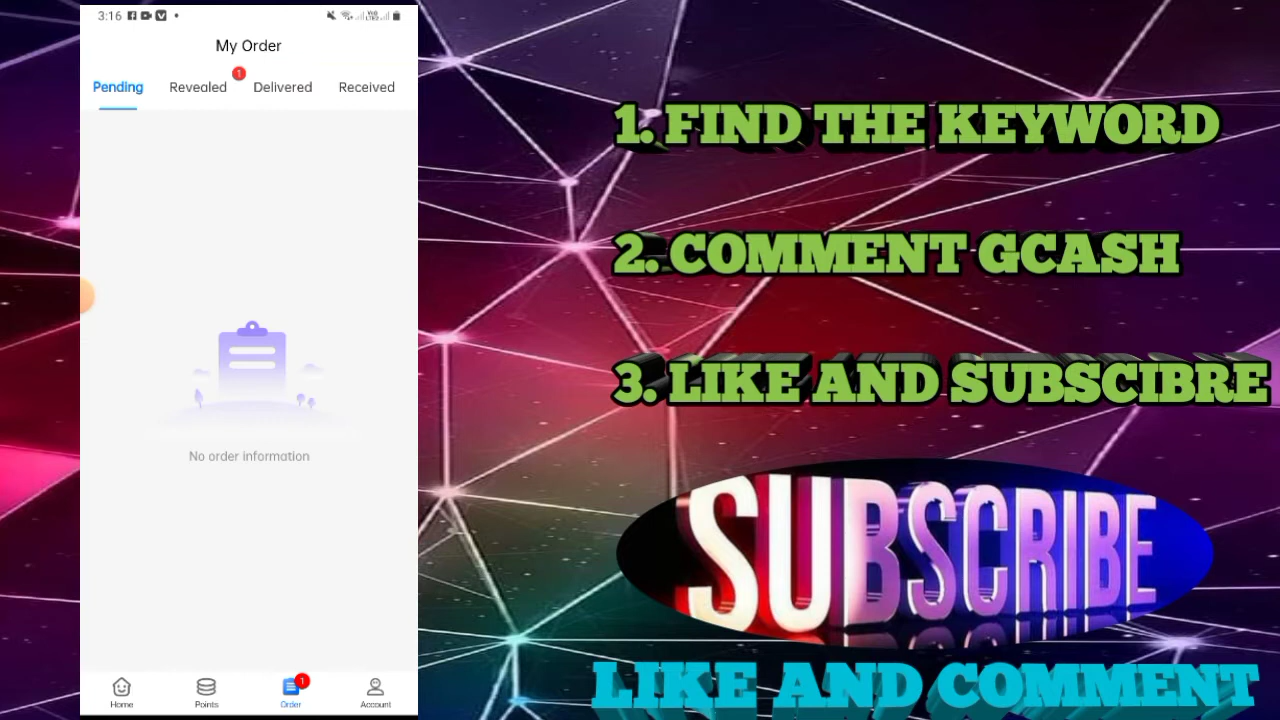 3:16
My Order
Pending Revealed 1 Delivered Received
No order information
1
Home Points Order Account
1. FIND THE KEYWORD
2. COMMENT GCASH
3. LIKE AND SUBSCIBRE
SUBSCRIBE
LIKE AND COMMENT